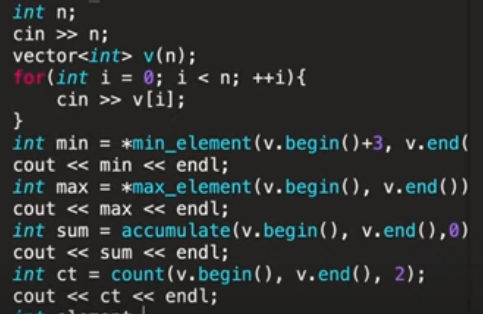 int n;
cin >> n;
vector<int> v(n);
for(int i = 0; i < n; ++i){
    cin >> v[i];
}
int min = *min_element(v.begin()+3, v.end(
cout << min << endl;
int max = *max_element(v.begin(), v.end())
cout << max << endl;
int sum = accumulate(v.begin(), v.end(),0)
cout << sum << endl;
int ct = count(v.begin(), v.end(), 2);
cout << ct << endl;
int element